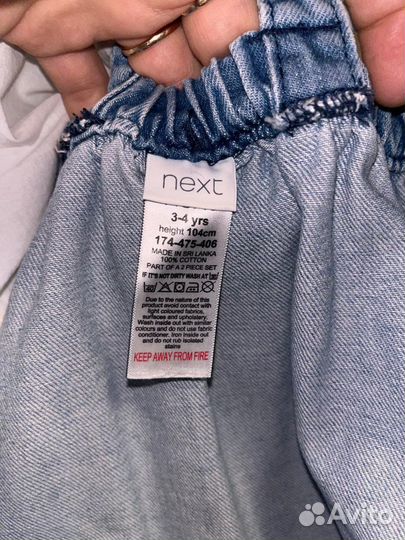 next
3-4 yrs
height 104cm
174-475-406
MADE IN SRI LANKA
100% COTTON
PART OF A 2 PIECE SET
IF IT'S NOT DIRTY WASH AT
40
Due to the nature of this
product avoid contact with
light coloured fabrics,
surfaces and upholstery.
Wash inside out with similar
colours and do not use fabric
conditioner. Iron inside out
and do not rub isolated
stains
KEEP AWAY FROM FIRE
Avito